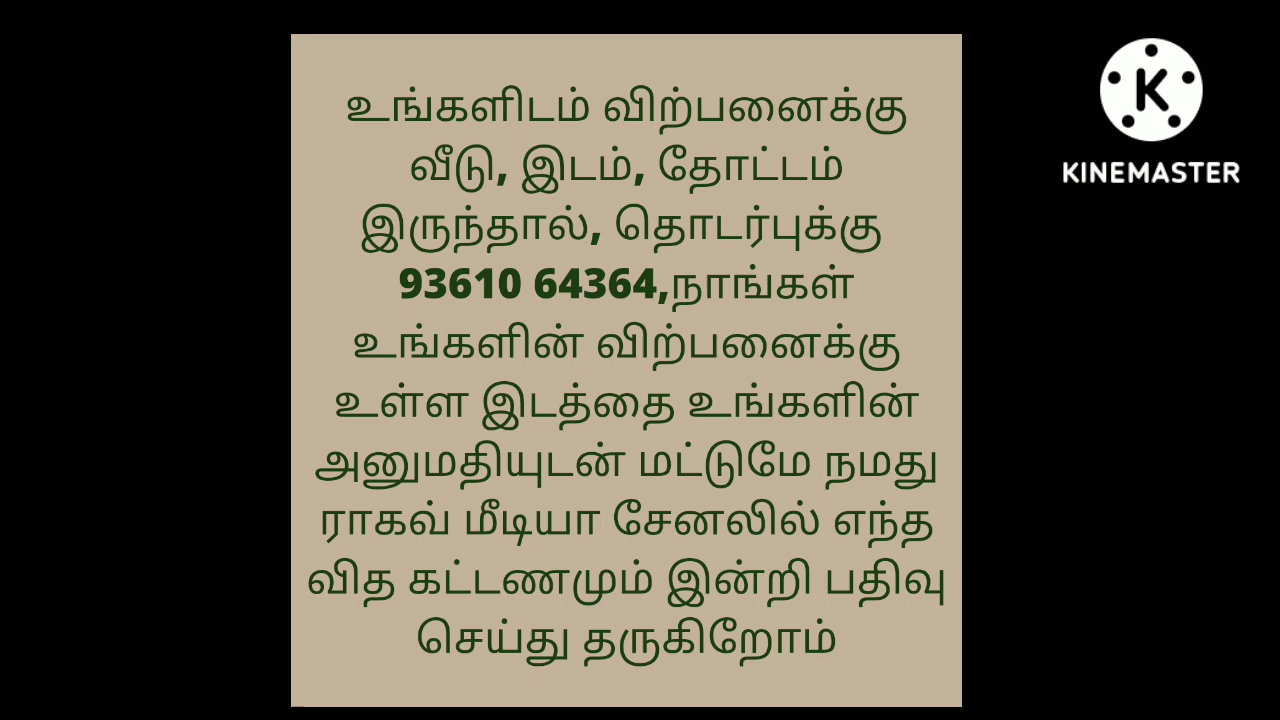 உங்களிடம் விற்பனைக்கு
வீடு, இடம், தோட்டம்
இருந்தால், தொடர்புக்கு
93610 64364,நாங்கள்
உங்களின் விற்பனைக்கு
உள்ள இடத்தை உங்களின்
அனுமதியுடன் மட்டுமே நமது
ராகவ் மீடியா சேனலில் எந்த
வித கட்டணமும் இன்றி பதிவு
செய்து தருகிறோம்
K
KINEMASTER